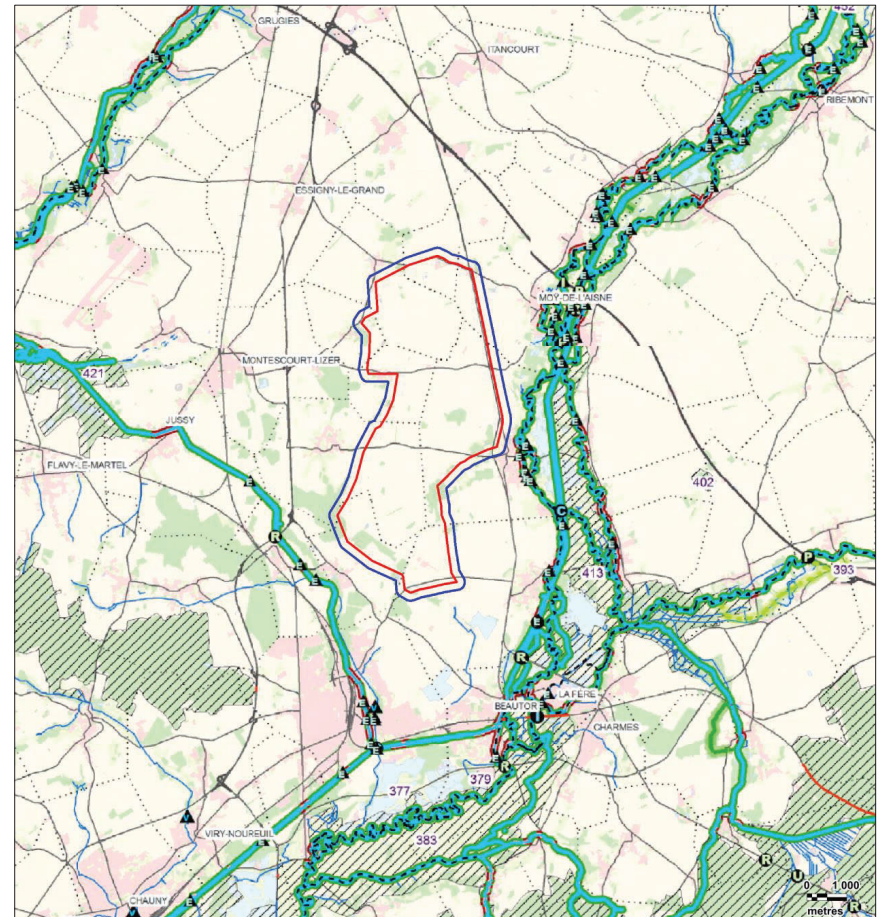 452
GRUGIES
ITANCOURT
E
RIBEMONT
ESSIGNY-LE-GRAND
MOY-DE-L'AISNE
MONTESCOURT-LIZER
421
JUSSY
FLAVY-LE-MARTEL
402
E
C
E
R
P
413
393
E
E
R
LA FÈRE
BEAUTOR
CHARMES
E
R
379
377
383
VIRY-NOUREUIL
E
R
U
CHAUNY
E
R
0 1 000
metres